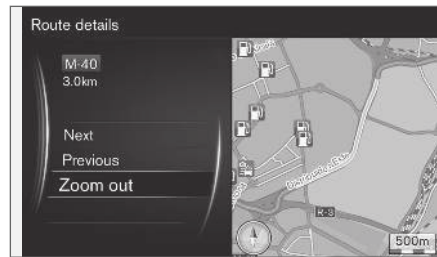 Route details
M-40
3.0km
Next
Previous
Zoom out
R-3
500m